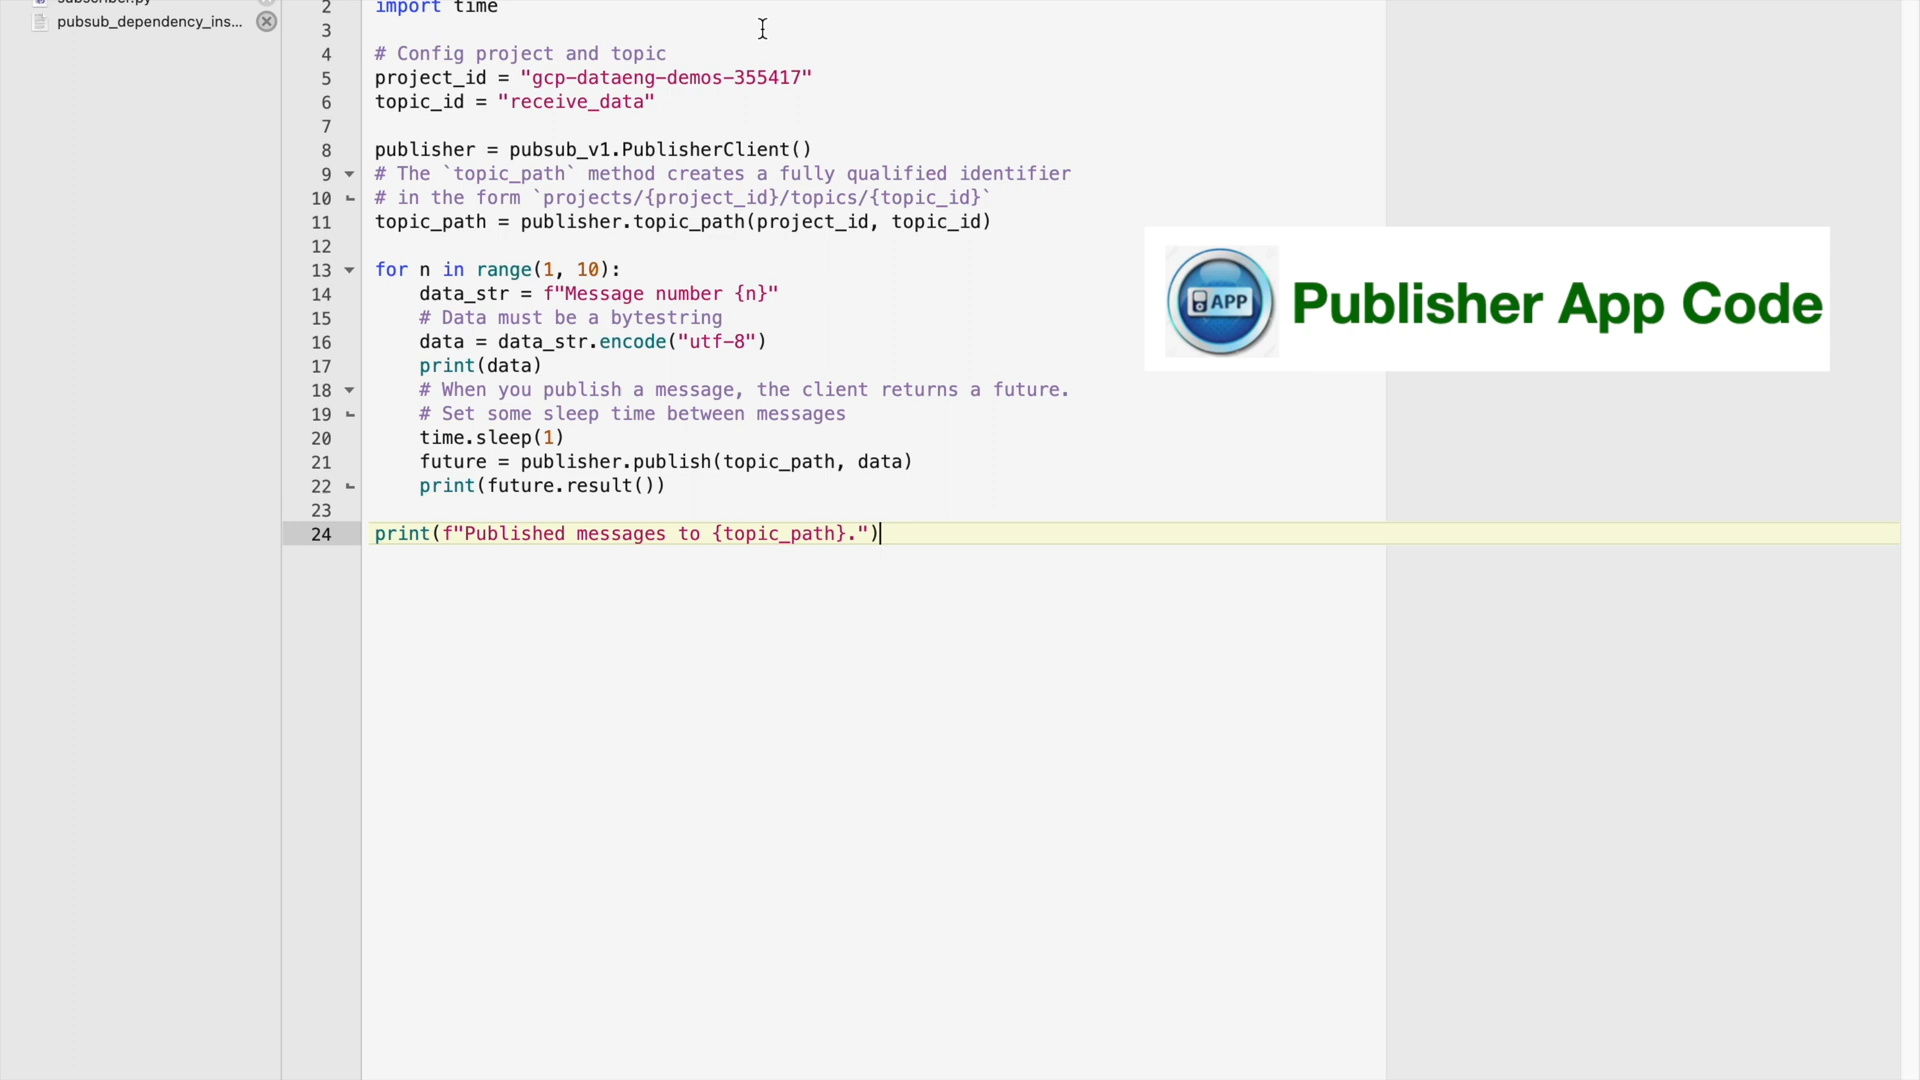 subscriber.py
pubsub_dependency_ins...
2 import time
3
4 # Config project and topic
5 project_id = "gcp-dataeng-demos-355417"
6 topic_id = "receive_data"
7
8 publisher = pubsub_v1.PublisherClient()
9 # The `topic_path` method creates a fully qualified identifier
10 # in the form `projects/{project_id}/topics/{topic_id}`
11 topic_path = publisher.topic_path(project_id, topic_id)
12
13 for n in range(1, 10):
14     data_str = f"Message number {n}"
15     # Data must be a bytestring
16     data = data_str.encode("utf-8")
17     print(data)
18     # When you publish a message, the client returns a future.
19     # Set some sleep time between messages
20     time.sleep(1)
21     future = publisher.publish(topic_path, data)
22     print(future.result())
23
24 print(f"Published messages to {topic_path}.")
APP
Publisher App Code